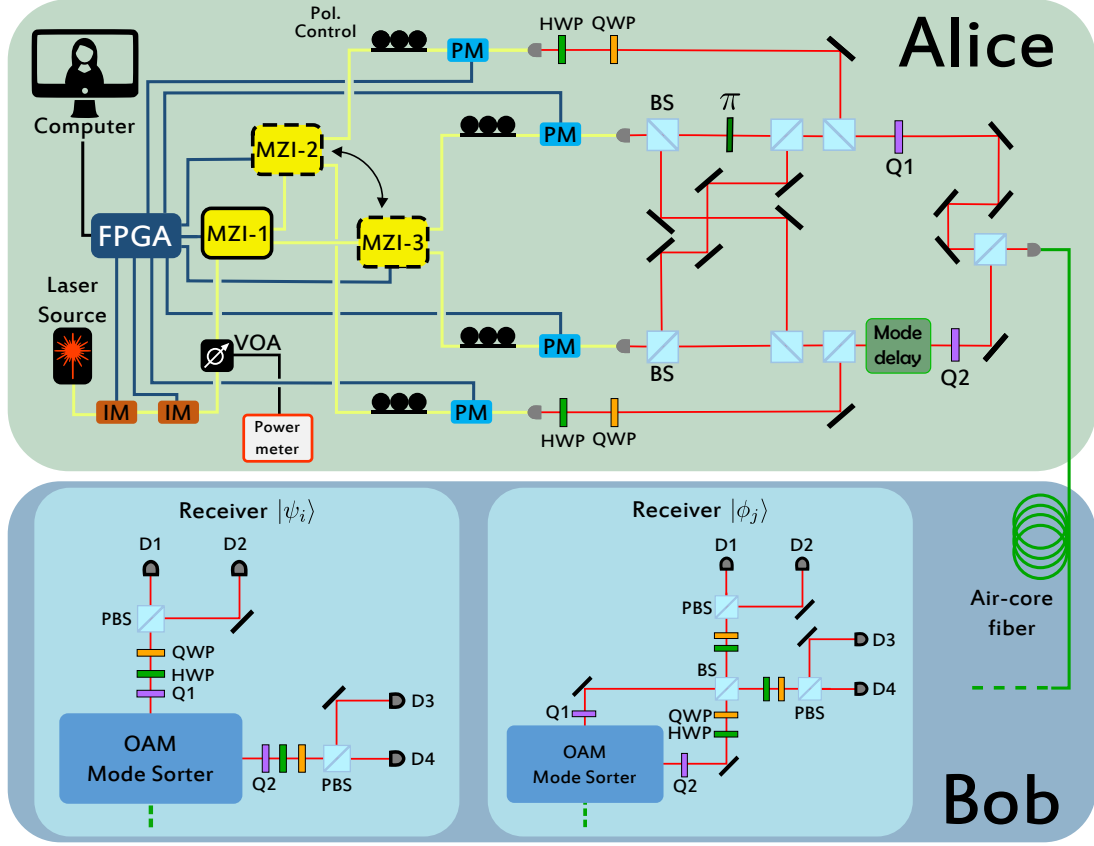 Alice
Pol.
Control
PM
HWP
QWP
Computer
MZI-2
PM
BS
π
Q1
FPGA
MZI-1
MZI-3
Laser
Source
VOA
PM
BS
Mode
delay
Q2
IM
IM
Power
meter
PM
HWP
QWP
Receiver |ψi⟩
D1
D2
PBS
QWP
HWP
Q1
OAM
Mode Sorter
Q2
PBS
D3
D4
Receiver |ϕj⟩
D1
D2
PBS
BS
D3
D4
PBS
Q1
QWP
HWP
OAM
Mode Sorter
Q2
Air-core
fiber
Bob